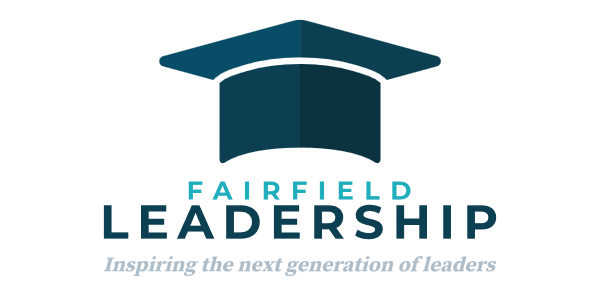 FAIRFIELD
LEADERSHIP
Inspiring the next generation of leaders